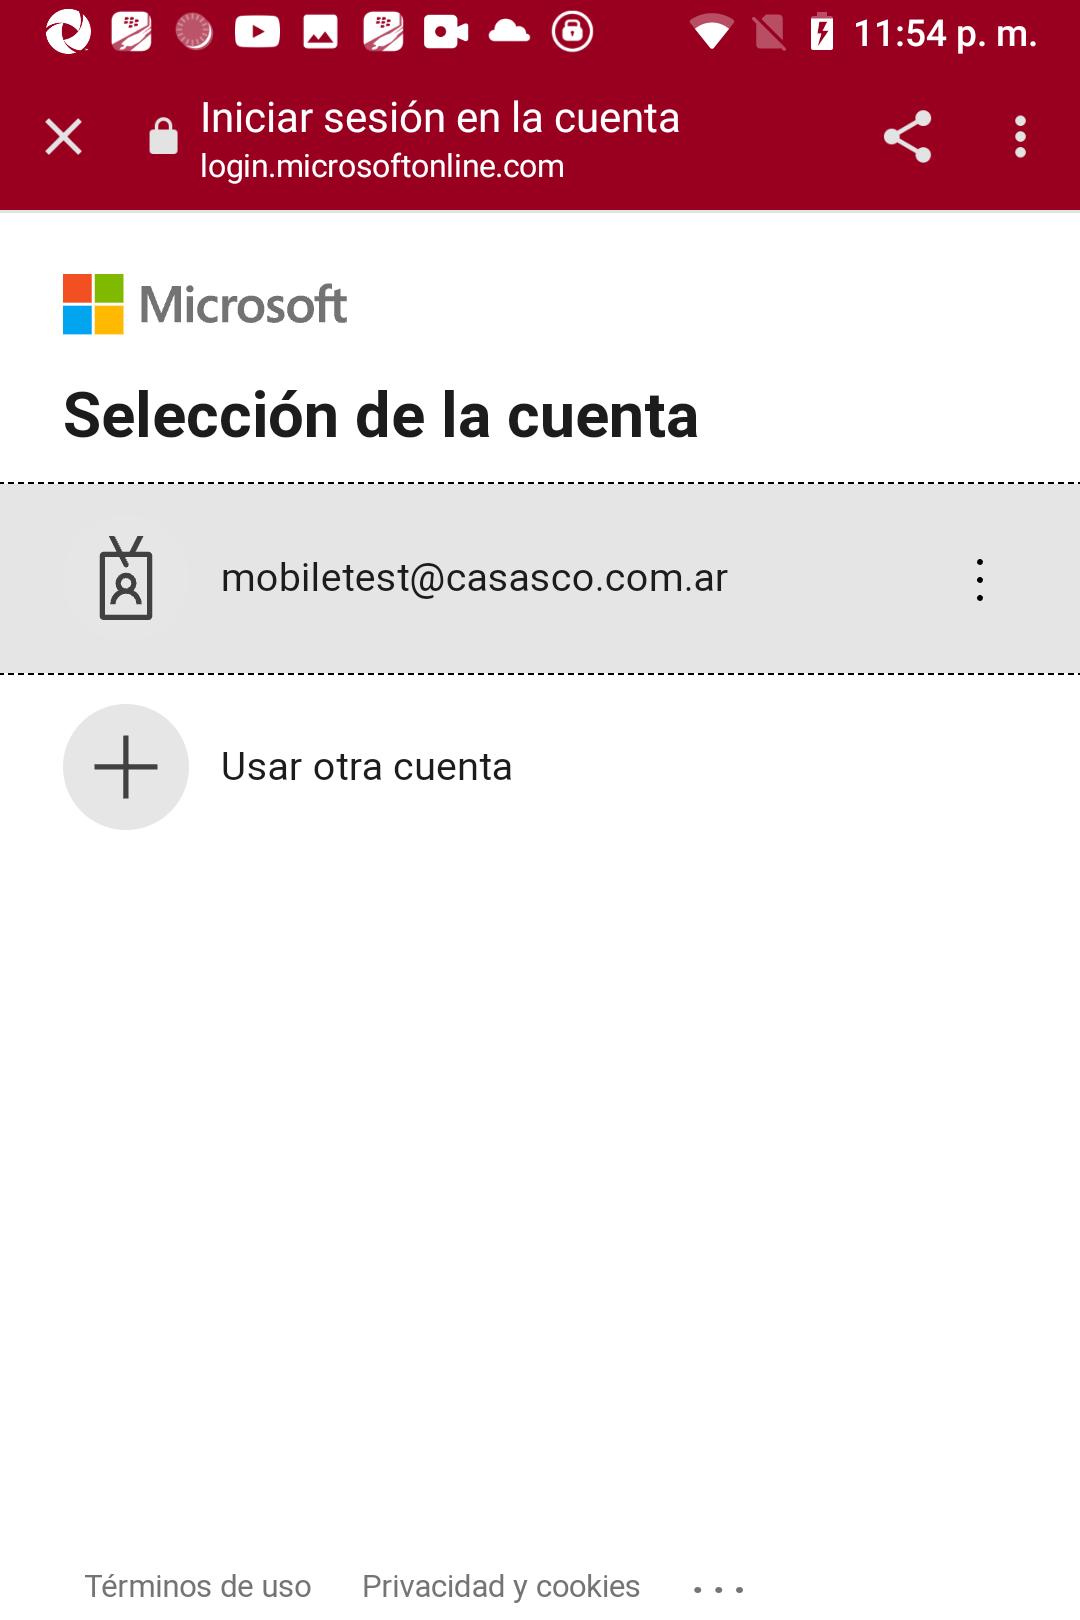 11:54 p. m.
Iniciar sesión en la cuenta
login.microsoftonline.com
Microsoft
Selección de la cuenta
mobiletest@casasco.com.ar
Usar otra cuenta
Términos de uso Privacidad y cookies ...